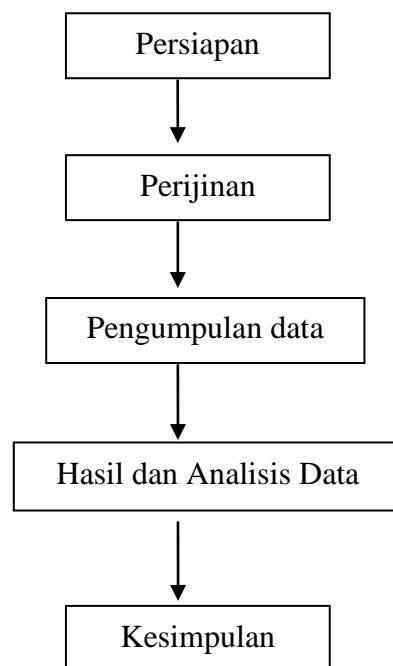 Persiapan
Perijinan
Pengumpulan data
Hasil dan Analisis Data
Kesimpulan